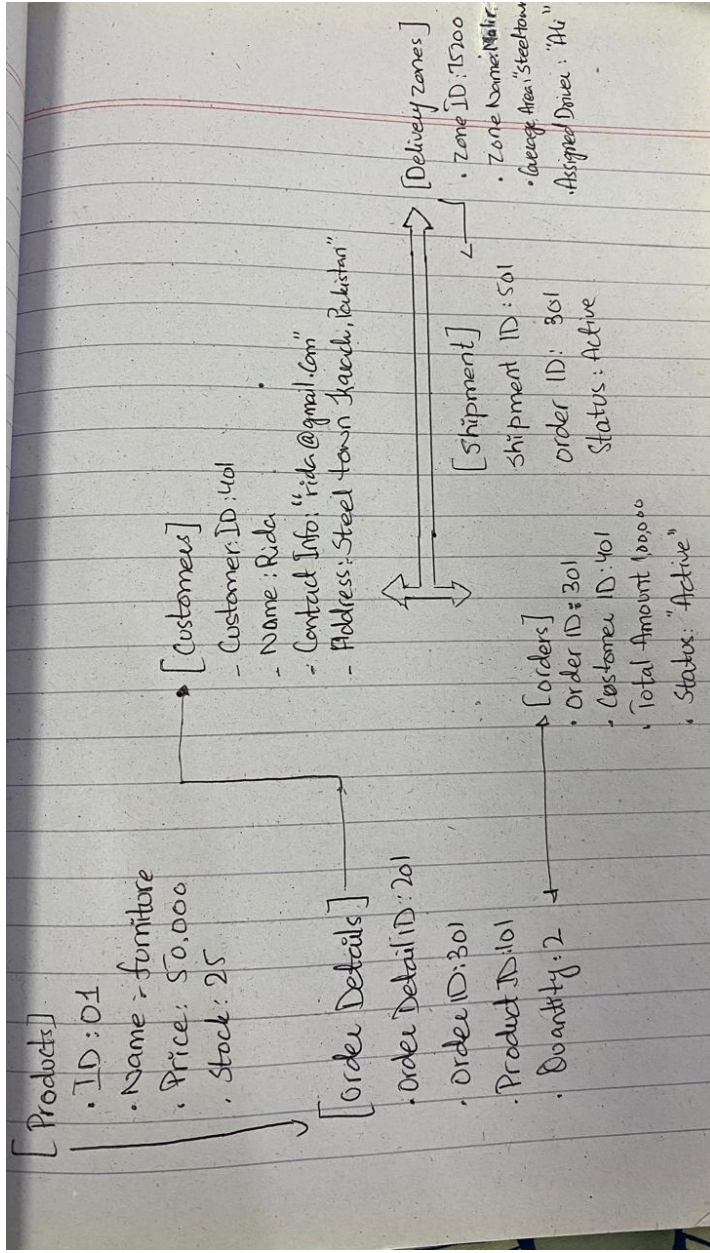 [Products]
. ID:01
. Name:- furniture
. Price: 50,000
. Stock: 25
[Order Details]
. Order Detail ID:201
. Order ID:301
. Product ID:101
. Quantity:2
[Customers]
- Customer ID:401
- Name: Rida
- Contact Info: "rida@gmail.com"
- Address: Steel town Karachi, Pakistan"
[orders]
. Order ID: 301
. Customer ID:401
. Total Amount 100,000
. Status: "Active"
[Shipment]
Shipment ID:501
order ID: 301
Status: Active
[Delivery zones]
. Zone ID:75200
. Zone Name: Malir
. Coverage Area: "Steeltown
. Assigned Driver: "Ali"